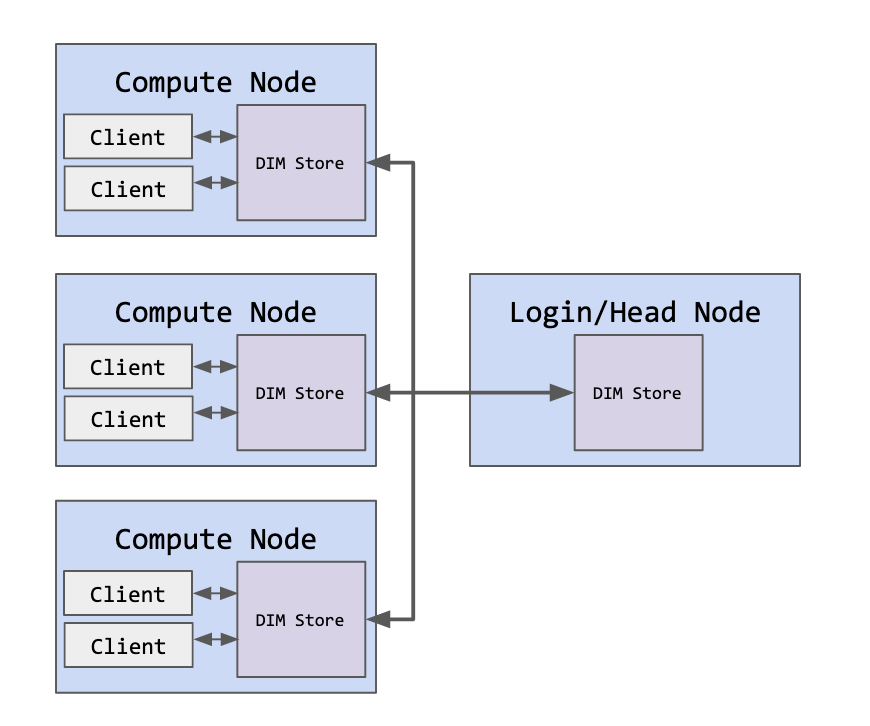 Compute Node
Client
DIM Store
Client
Compute Node
Client
DIM Store
Client
Login/Head Node
DIM Store
Compute Node
Client
DIM Store
Client